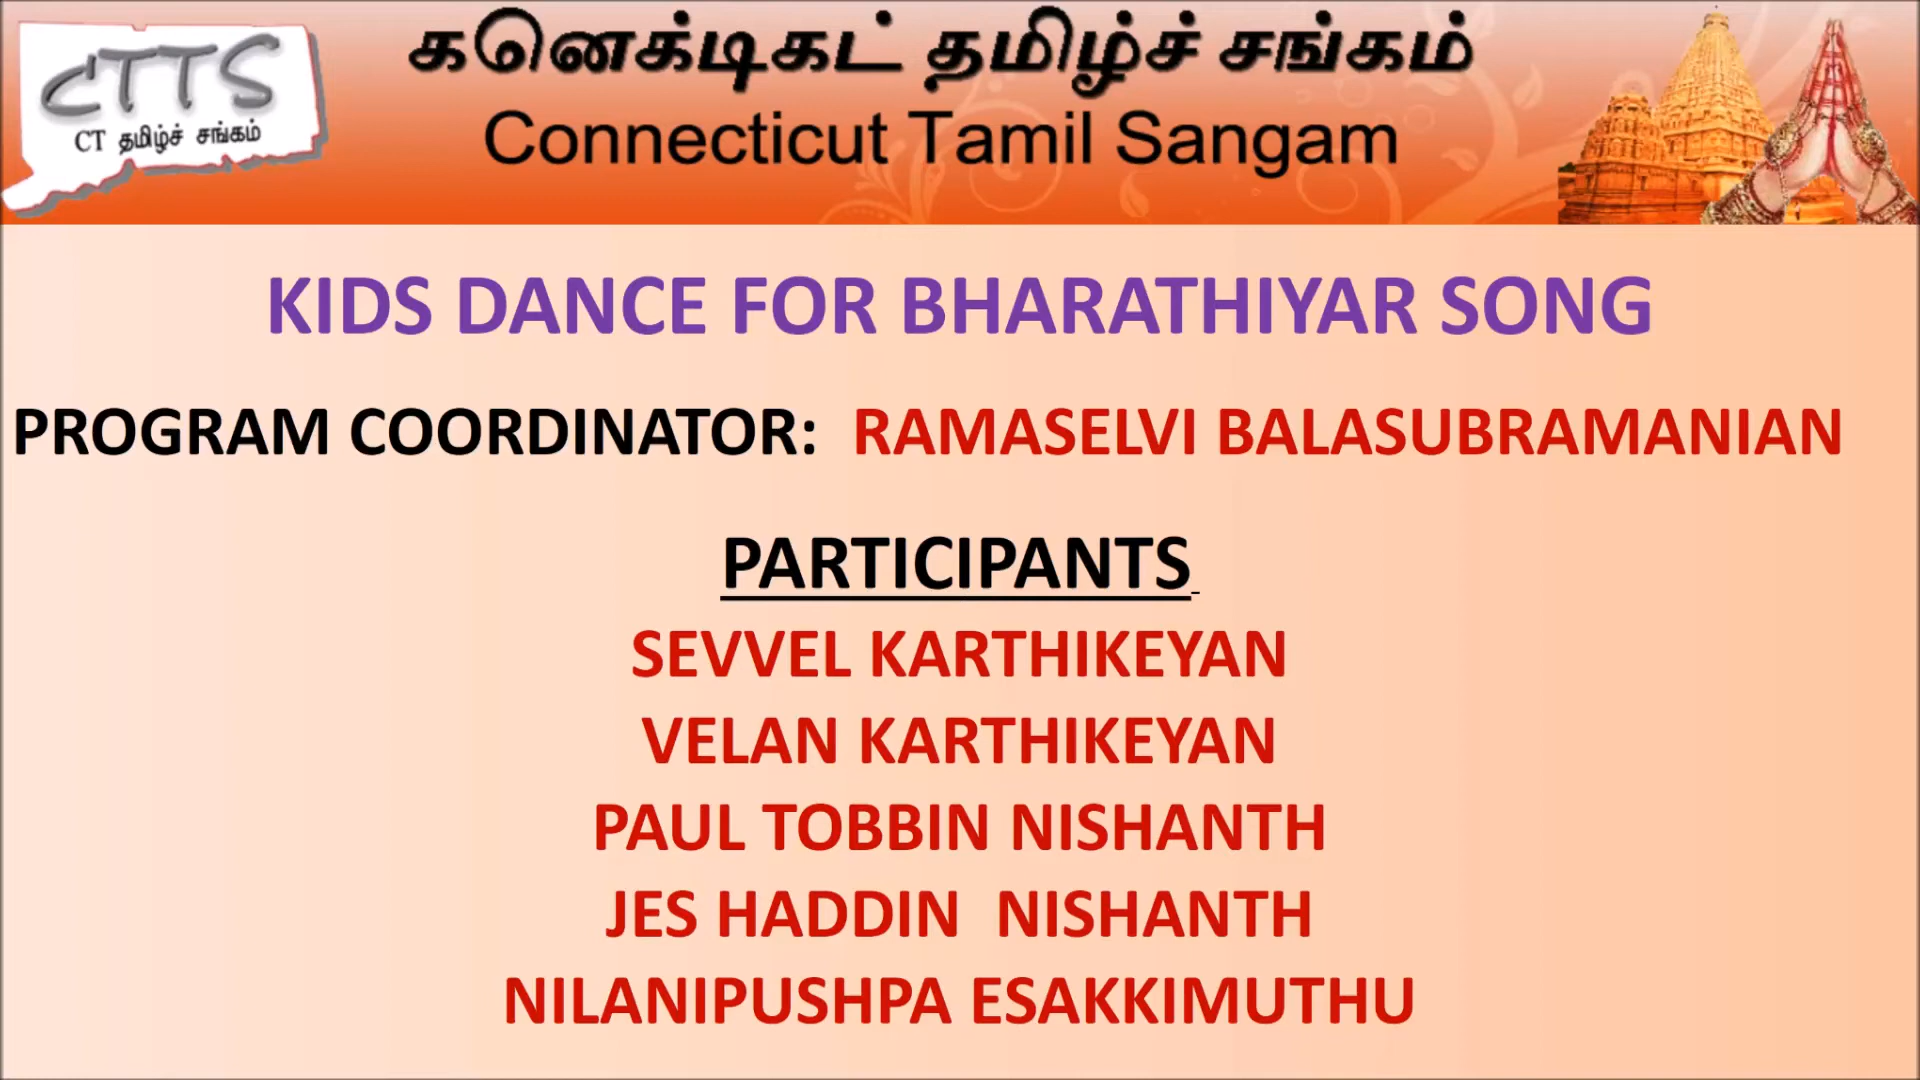 CTTS
CT தமிழ்ச் சங்கம்
கனெக்டிகட் தமிழ்ச் சங்கம்
Connecticut Tamil Sangam
KIDS DANCE FOR BHARATHIYAR SONG
PROGRAM COORDINATOR: RAMASELVI BALASUBRAMANIAN
PARTICIPANTS
SEVVEL KARTHIKEYAN
VELAN KARTHIKEYAN
PAUL TOBBIN NISHANTH
JES HADDIN NISHANTH
NILANIPUSHPA ESAKKIMUTHU